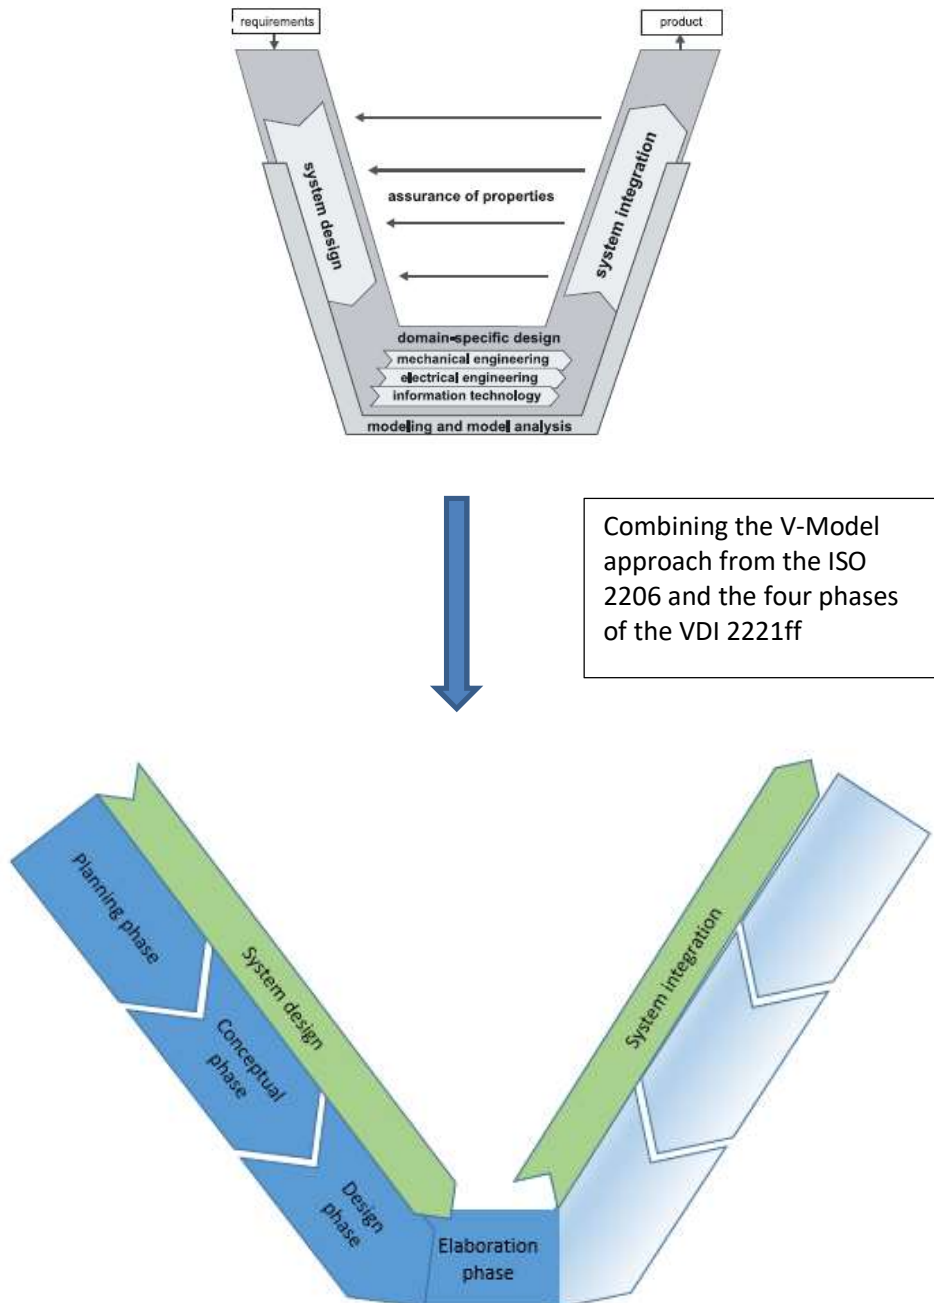 requirements
product
system design
assurance of properties
system integration
domain-specific design
mechanical engineering
electrical engineering
information technology
modeling and model analysis
Combining the V-Model
approach from the ISO
2206 and the four phases
of the VDI 2221ff
Planning phase
System design
System integration
Conceptual
phase
Design
phase
Elaboration
phase